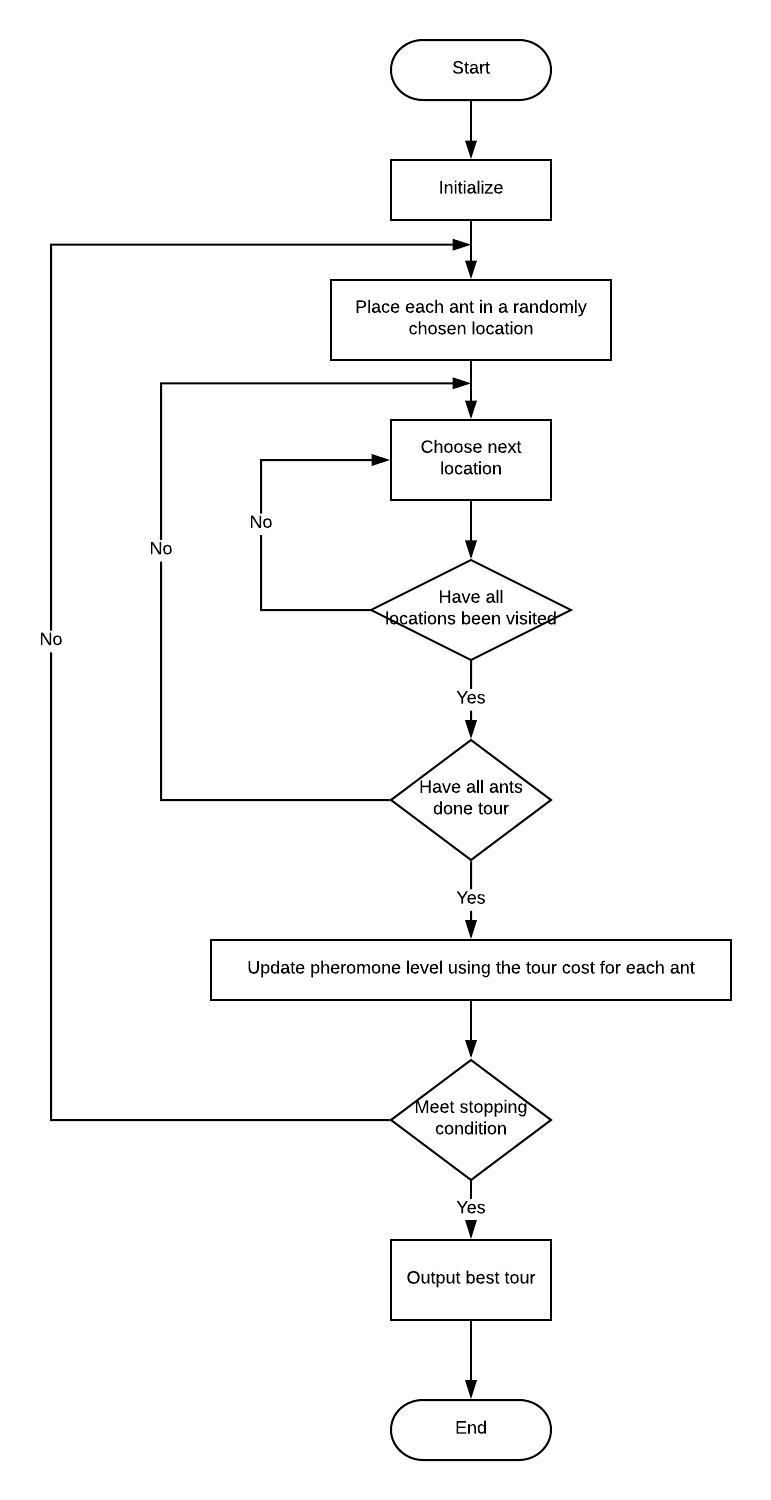 Start
Initialize
Place each ant in a randomly
chosen location
Choose next
location
No
Have all
locations been visited
No
No
Yes
Have all ants
done tour
Yes
Update pheromone level using the tour cost for each ant
Meet stopping
condition
Yes
Output best tour
End